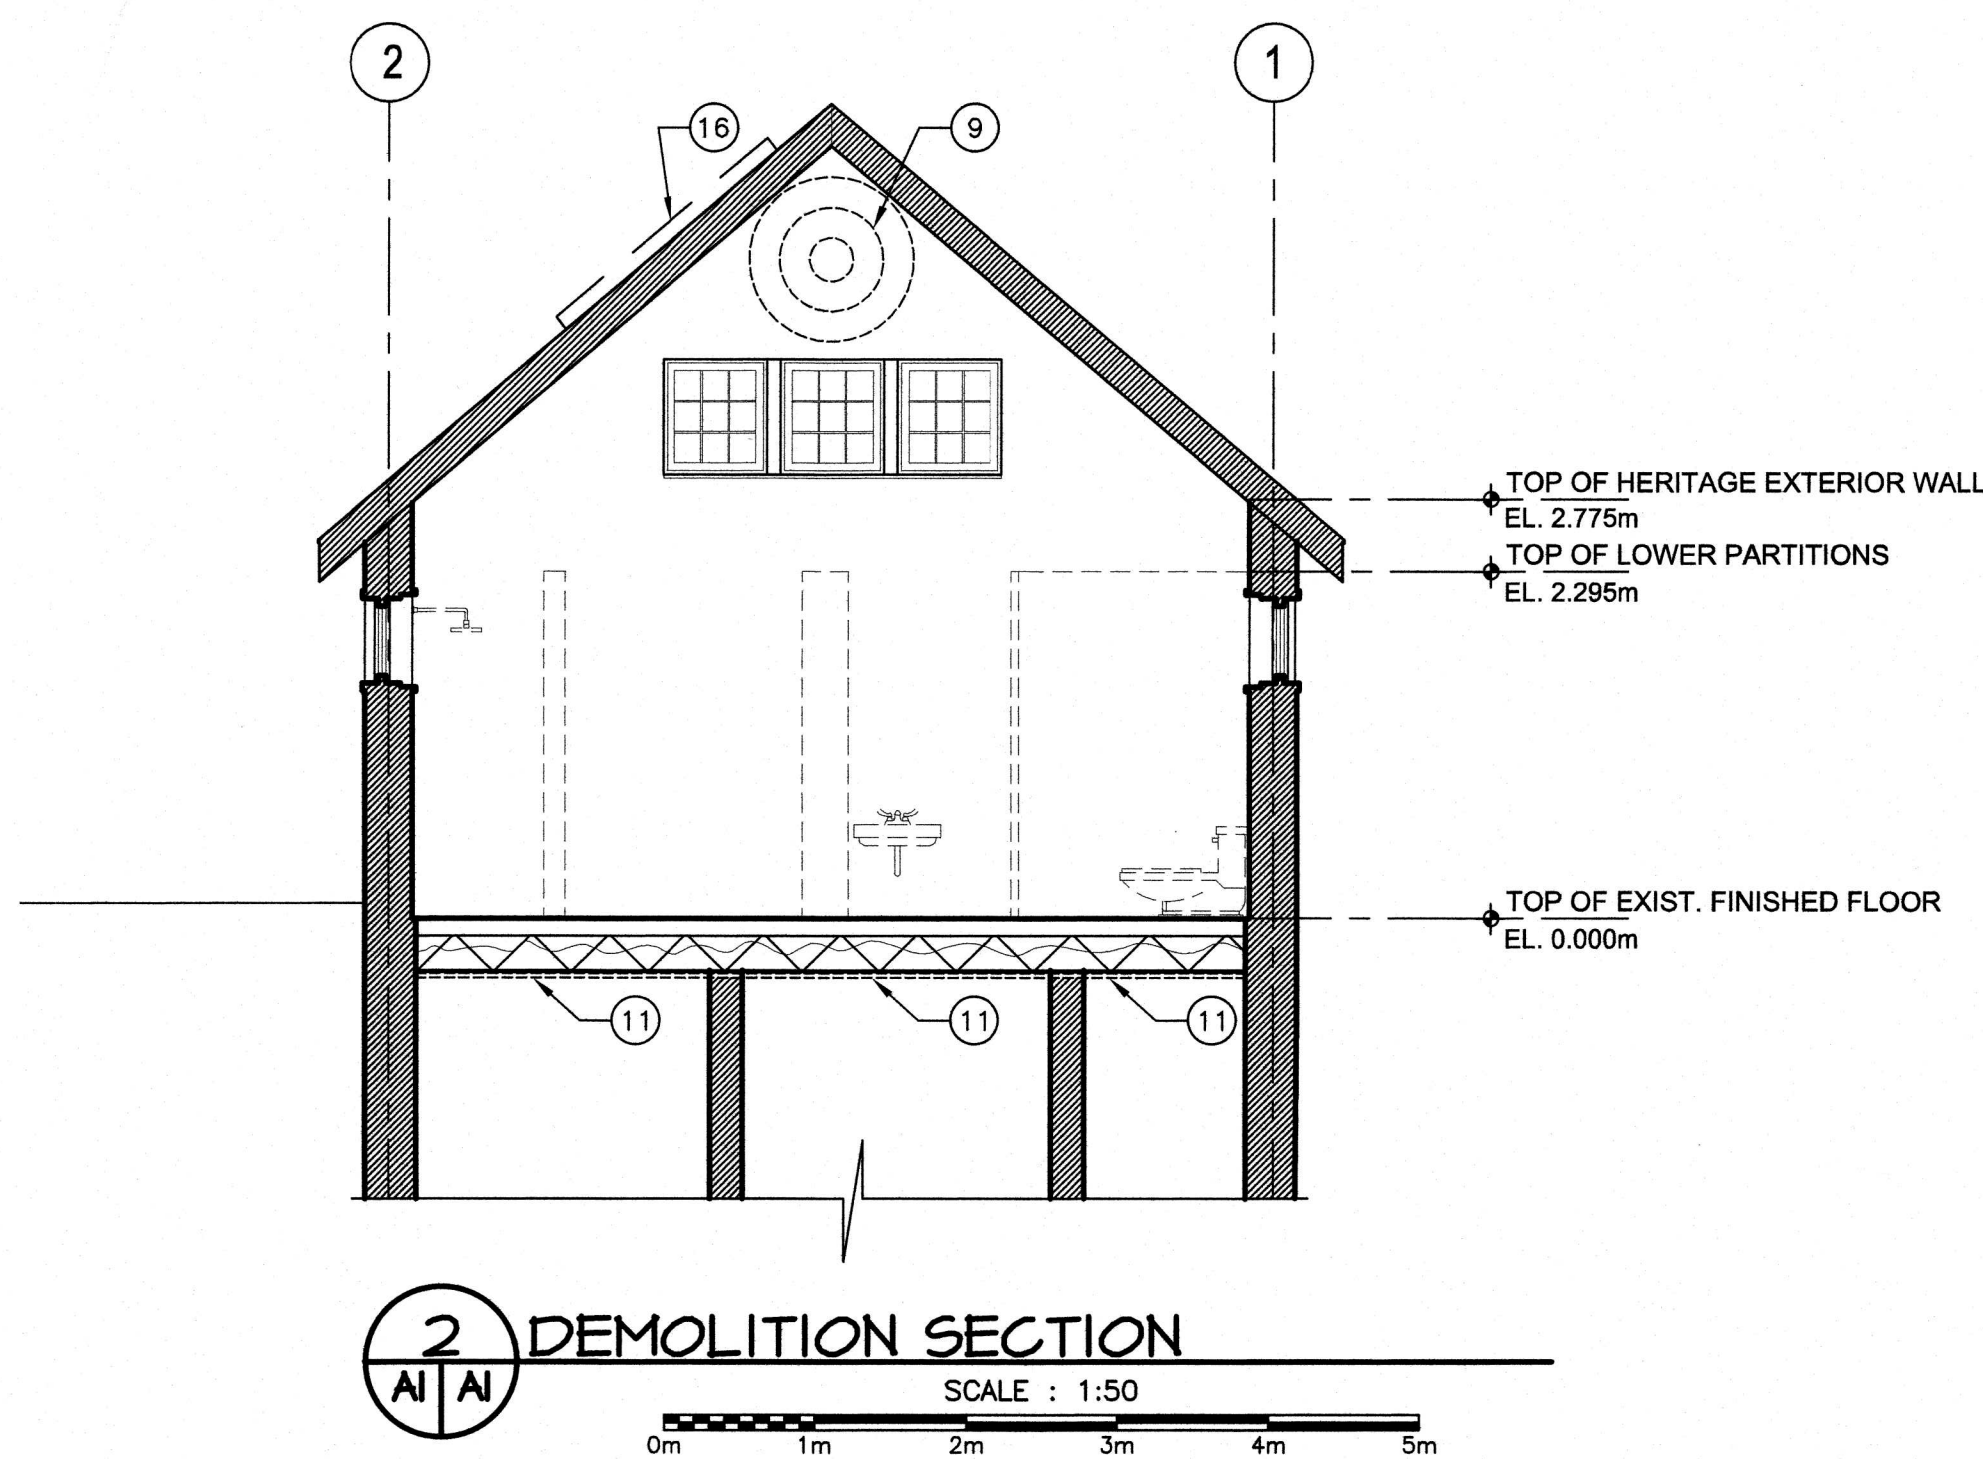 2
1
16
9
TOP OF HERITAGE EXTERIOR WALL
EL. 2.775m
TOP OF LOWER PARTITIONS
EL. 2.295m
TOP OF EXIST. FINISHED FLOOR
EL. 0.000m
11
11
11
2
DEMOLITION SECTION
A1 A1
SCALE : 1:50
0m 1m 2m 3m 4m 5m